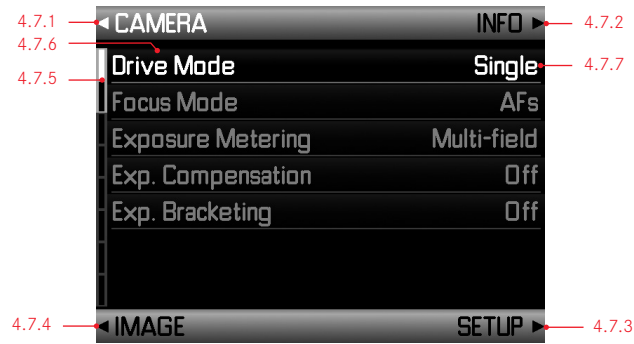 4.7.1 CAMERA INFO 4.7.2
4.7.6
4.7.5 Drive Mode Single 4.7.7
Focus Mode AFs
Exposure Metering Multi-field
Exp. Compensation Off
Exp. Bracketing Off
4.7.4 IMAGE SETUP 4.7.3